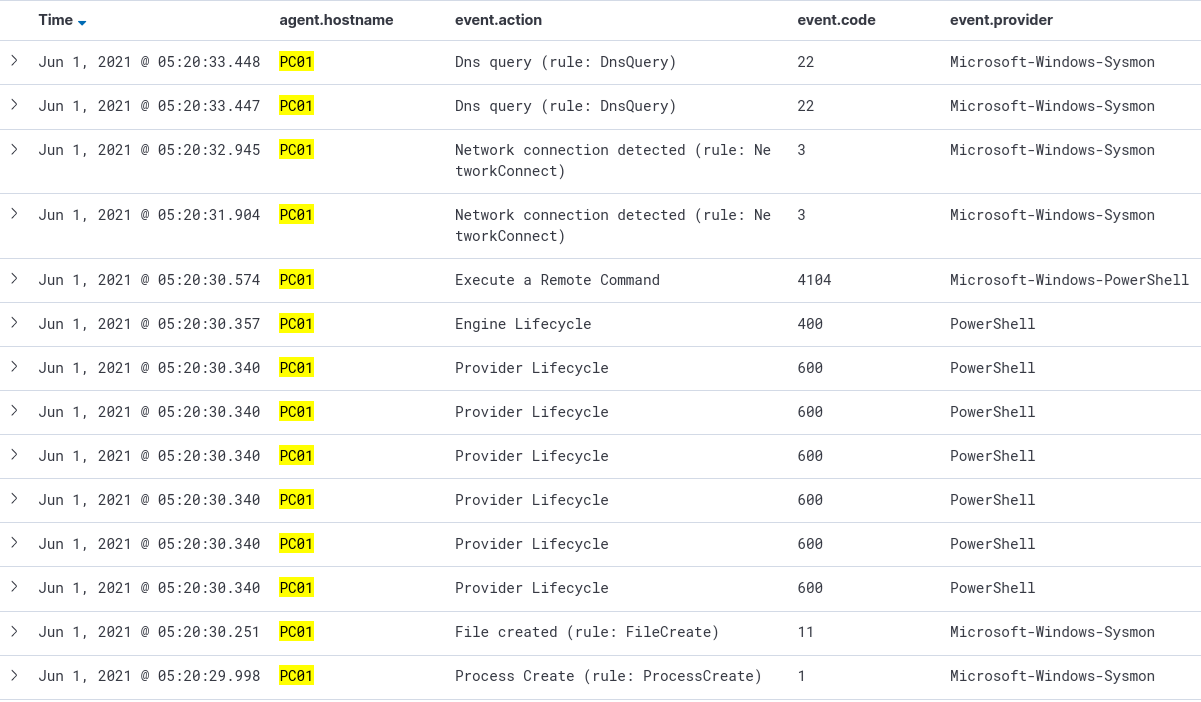 Time agent.hostname event.action event.code event.provider
Jun 1, 2021 @ 05:20:33.448 PC01 Dns query (rule: DnsQuery) 22 Microsoft-Windows-Sysmon
Jun 1, 2021 @ 05:20:33.447 PC01 Dns query (rule: DnsQuery) 22 Microsoft-Windows-Sysmon
Jun 1, 2021 @ 05:20:32.945 PC01 Network connection detected (rule: Ne 3 Microsoft-Windows-Sysmon
tworkConnect)
Jun 1, 2021 @ 05:20:31.904 PC01 Network connection detected (rule: Ne 3 Microsoft-Windows-Sysmon
tworkConnect)
Jun 1, 2021 @ 05:20:30.574 PC01 Execute a Remote Command 4104 Microsoft-Windows-PowerShell
Jun 1, 2021 @ 05:20:30.357 PC01 Engine Lifecycle 400 PowerShell
Jun 1, 2021 @ 05:20:30.340 PC01 Provider Lifecycle 600 PowerShell
Jun 1, 2021 @ 05:20:30.340 PC01 Provider Lifecycle 600 PowerShell
Jun 1, 2021 @ 05:20:30.340 PC01 Provider Lifecycle 600 PowerShell
Jun 1, 2021 @ 05:20:30.340 PC01 Provider Lifecycle 600 PowerShell
Jun 1, 2021 @ 05:20:30.340 PC01 Provider Lifecycle 600 PowerShell
Jun 1, 2021 @ 05:20:30.340 PC01 Provider Lifecycle 600 PowerShell
Jun 1, 2021 @ 05:20:30.251 PC01 File created (rule: FileCreate) 11 Microsoft-Windows-Sysmon
Jun 1, 2021 @ 05:20:29.998 PC01 Process Create (rule: ProcessCreate) 1 Microsoft-Windows-Sysmon